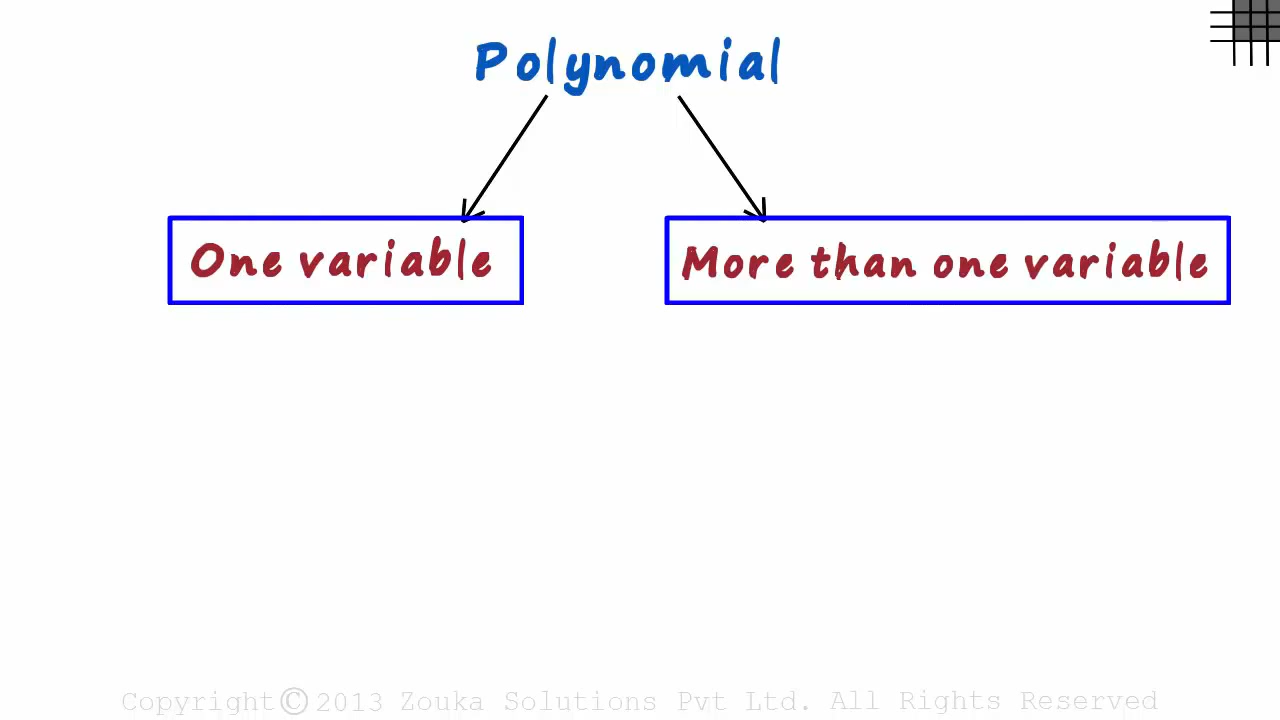 Polynomial
One variable
More than one variable
Copyright© 2013 Zouka Solutions Pvt Ltd. All Rights Reserved